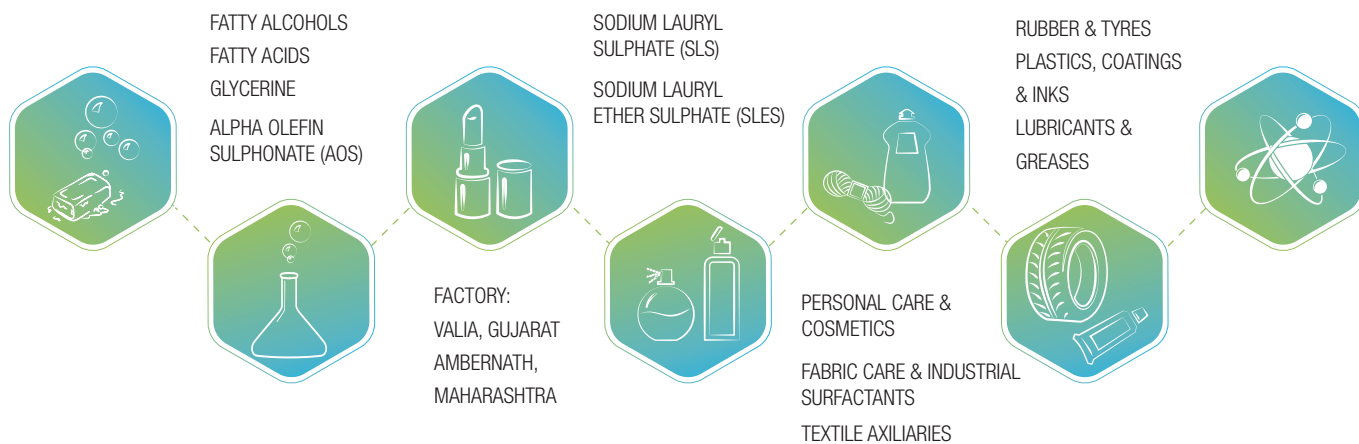 FATTY ALCOHOLS
FATTY ACIDS
GLYCERINE
ALPHA OLEFIN
SULPHONATE (AOS)
FACTORY:
VALIA, GUJARAT
AMBERNATH,
MAHARASHTRA
SODIUM LAURYL
SULPHATE (SLS)
SODIUM LAURYL
ETHER SULPHATE (SLES)
PERSONAL CARE &
COSMETICS
FABRIC CARE & INDUSTRIAL
SURFACTANTS
TEXTILE AXILIARIES
RUBBER & TYRES
PLASTICS, COATINGS
& INKS
LUBRICANTS &
GREASES